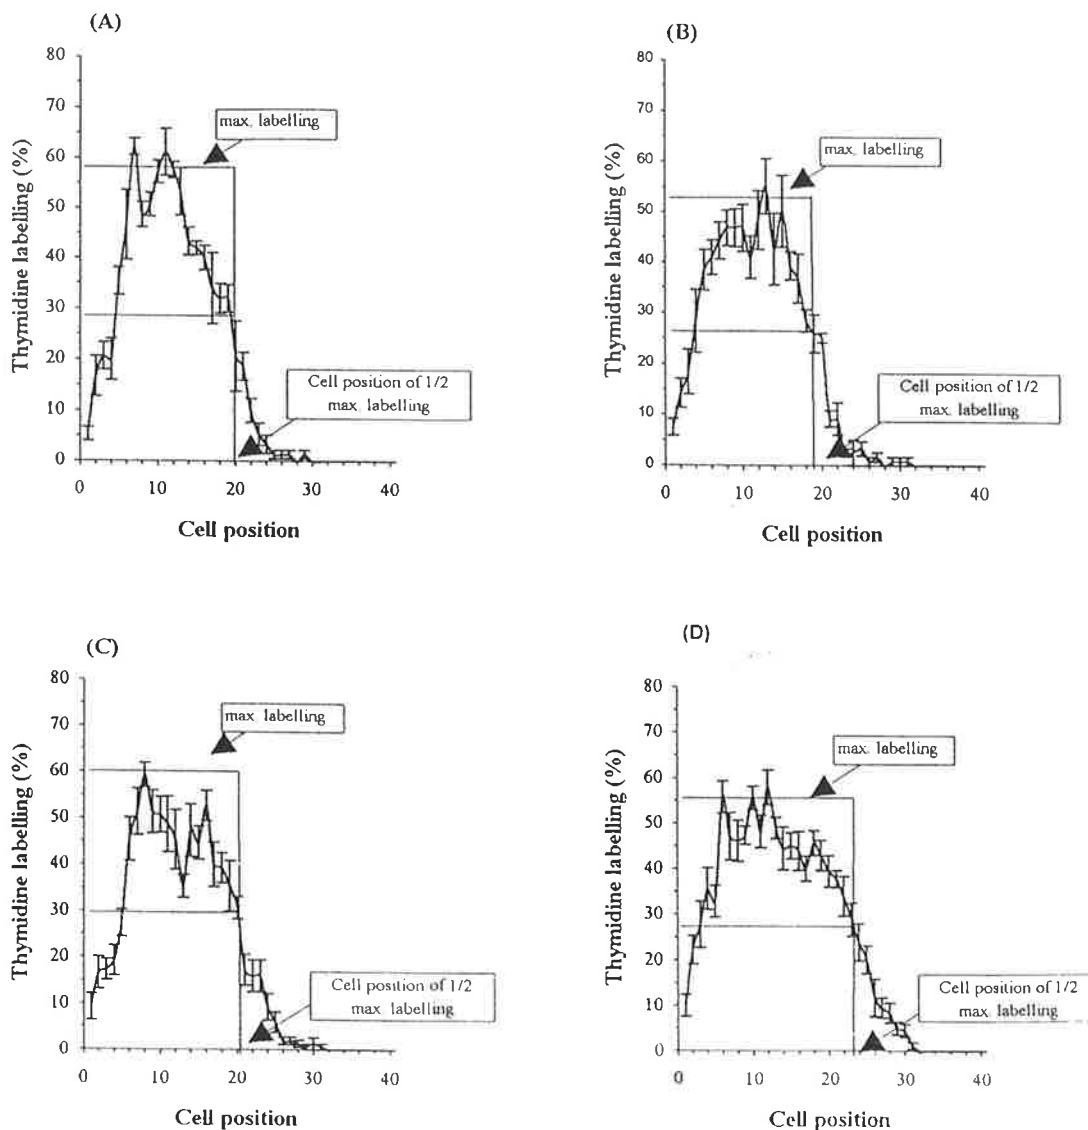 (A)
80
70
60
50
40
30
20
10
0
Thymidine labelling (%)
max. labelling
Cell position of 1/2
max. labelling
0 10 20 30 40
Cell position
(B)
80
70
60
50
40
30
20
10
0
Thymidine labelling (%)
max. labelling
Cell position of 1/2
max. labelling
0 10 20 30 40
Cell position
(C)
80
70
60
50
40
30
20
10
0
Thymidine labelling (%)
max. labelling
Cell position of 1/2
max. labelling
0 10 20 30 40
Cell position
(D)
80
70
60
50
40
30
20
10
0
Thymidine labelling (%)
max. labelling
Cell position of 1/2
max. labelling
0 10 20 30 40
Cell position